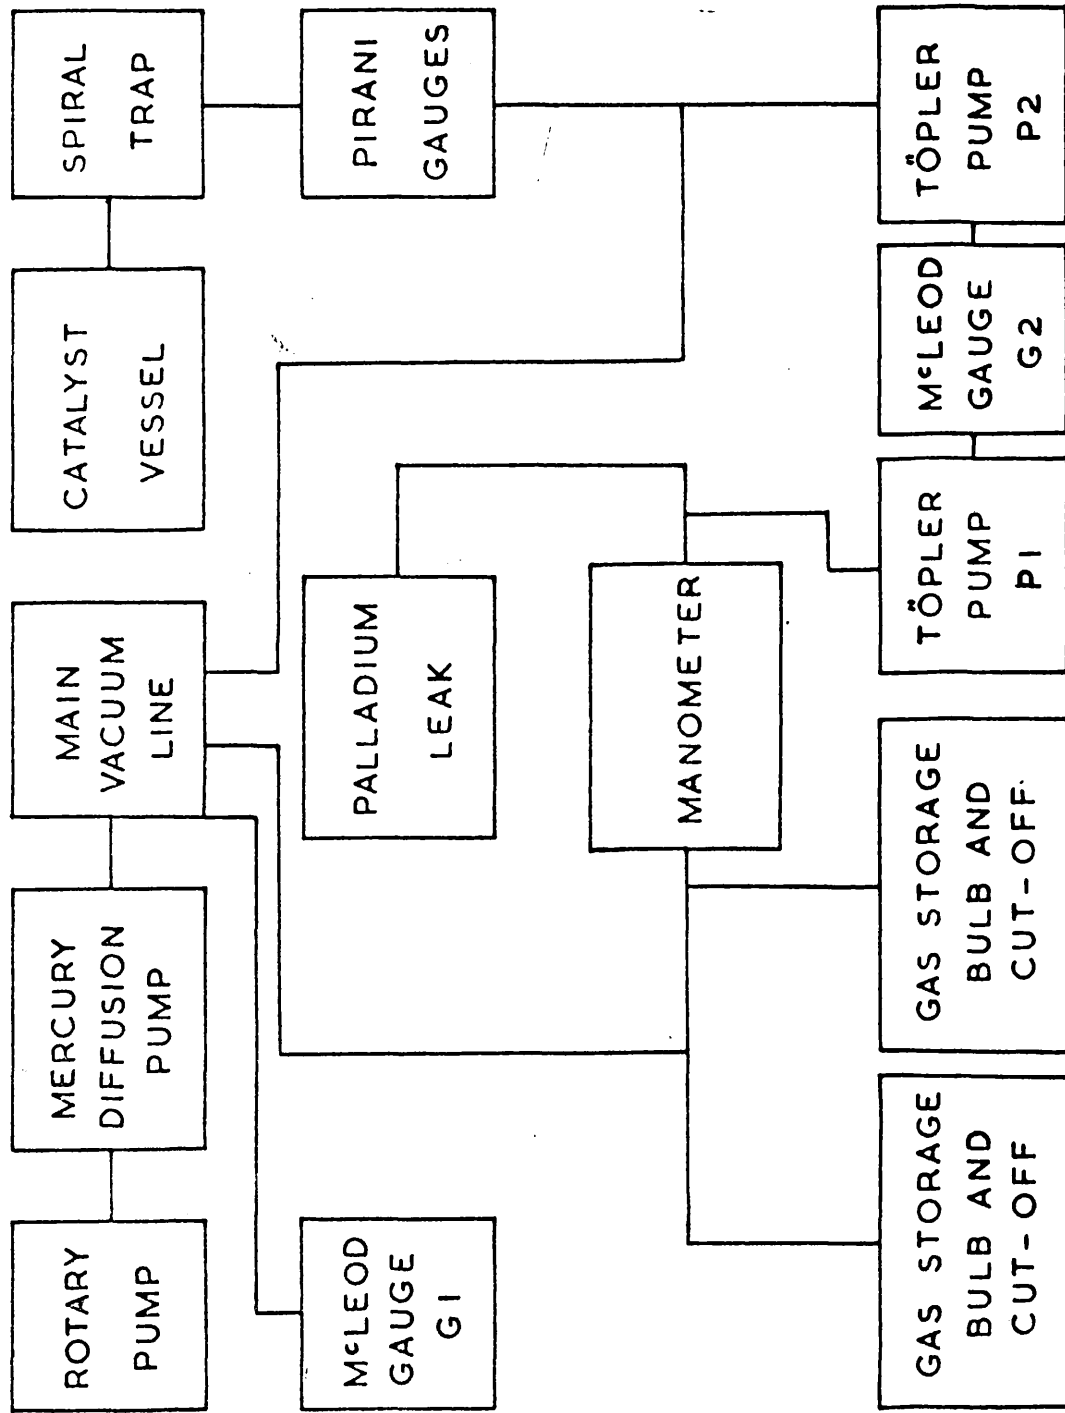 ROTARY
PUMP
MERCURY
DIFFUSION
PUMP
MAIN
VACUUM
LINE
CATALYST
VESSEL
SPIRAL
TRAP
MᶜLEOD
GAUGE
G1
PALLADIUM
LEAK
PIRANI
GAUGES
MANOMETER
GAS STORAGE
BULB AND
CUT-OFF
GAS STORAGE
BULB AND
CUT-OFF
TÖPLER
PUMP
P1
MᶜLEOD
GAUGE
G2
TÖPLER
PUMP
P2